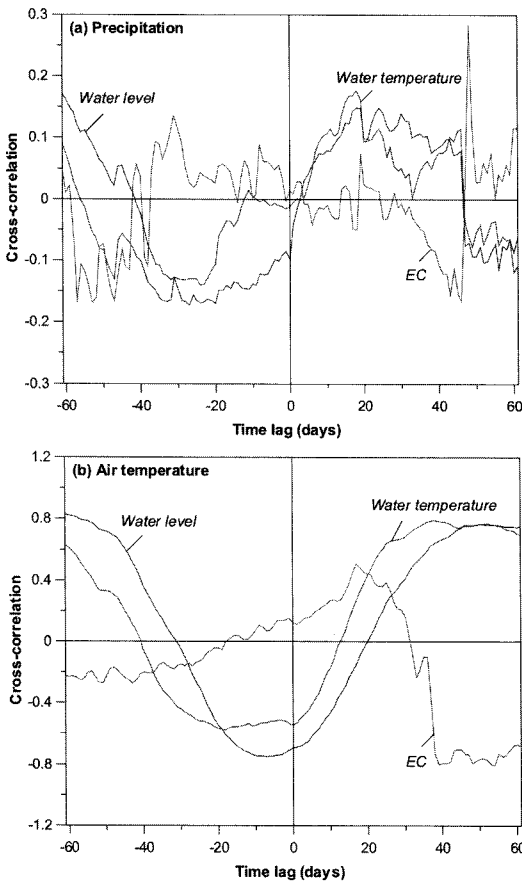 0.3
(a) Precipitation
Water level
Water temperature
0.2
0.1
0
-0.1
-0.2
-0.3
Cross-correlation
EC
-60 -40 -20 0 20 40 60
Time lag (days)
1.2
(b) Air temperature
Water level
Water temperature
0.8
0.4
0
-0.4
-0.8
-1.2
Cross-correlation
EC
-60 -40 -20 0 20 40 60
Time lag (days)